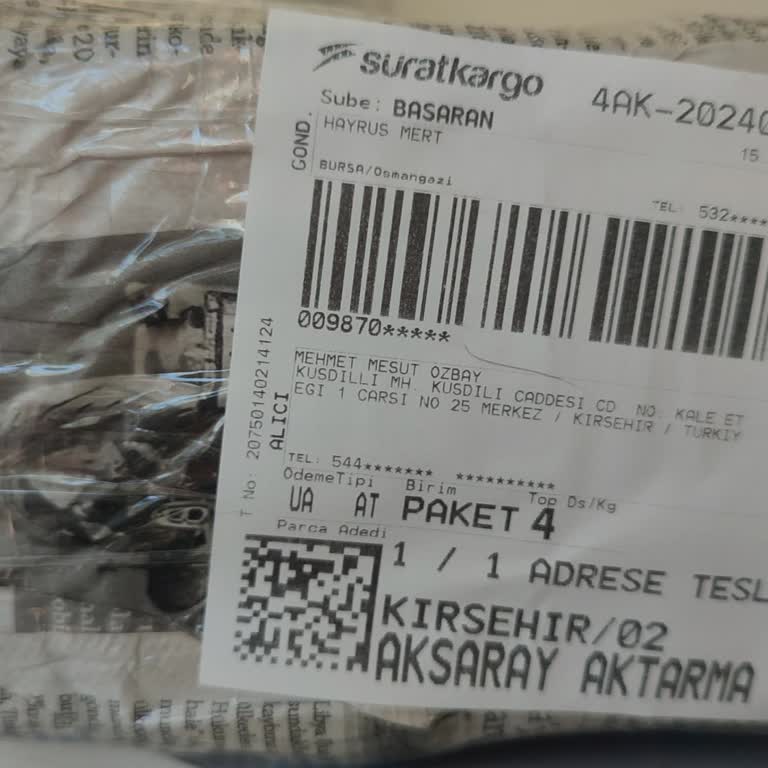 suratkargo
4AK-20240
Sube: BASARAN
HAYRUS MERT
15
GOND.
BURSA/Osmangazi
TEL: 532****
009870*****
MEHMET MESUT OZBAY
KUSDILLI MH. KUSDILI CADDESI CD. NO: KALE ET
EGI 1 CARSI NO 25 MERKEZ / KIRSEHIR / TURKIY
ALICI
T No: 20750140214124
TEL: 544******* **********
OdemeTipi Birim Top Ds/Kg
UA AT PAKET 4
Parca Adedi
1 / 1 ADRESE TESL
KIRSEHIR/02
AKSARAY AKTARMA